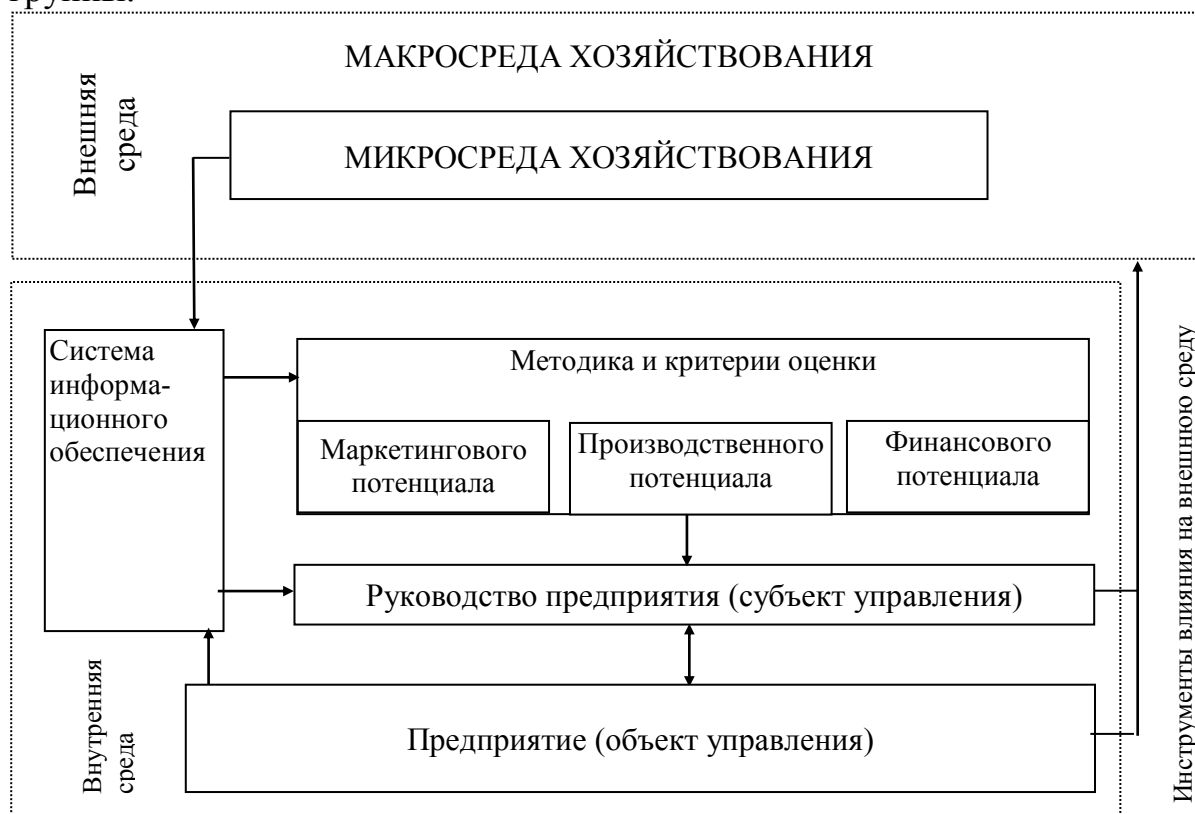 МАКРОСРЕДА ХОЗЯЙСТВОВАНИЯ
Внешняя
среда
МИКРОСРЕДА ХОЗЯЙСТВОВАНИЯ
Система
информа-
ционного
обеспечения
Методика и критерии оценки
Маркетингового
потенциала
Производственного
потенциала
Финансового
потенциала
Руководство предприятия (субъект управления)
Внутренняя
среда
Предприятие (объект управления)
Инструменты влияния на внешнюю среду